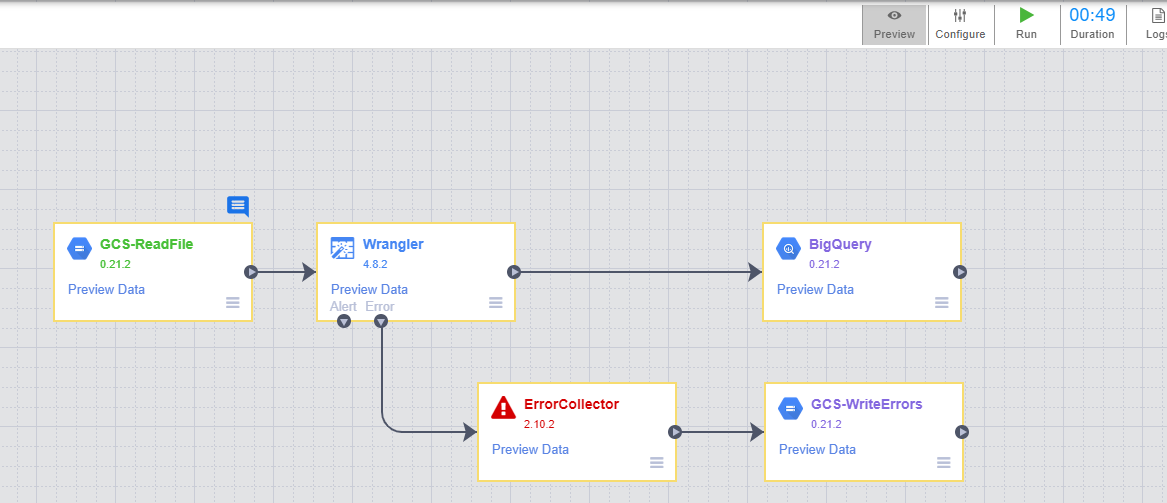 Preview
Configure
Run
00:49
Duration
Logs
GCS-ReadFile
0.21.2
Preview Data
Wrangler
4.8.2
Preview Data
Alert Error
BigQuery
0.21.2
Preview Data
ErrorCollector
2.10.2
Preview Data
GCS-WriteErrors
0.21.2
Preview Data